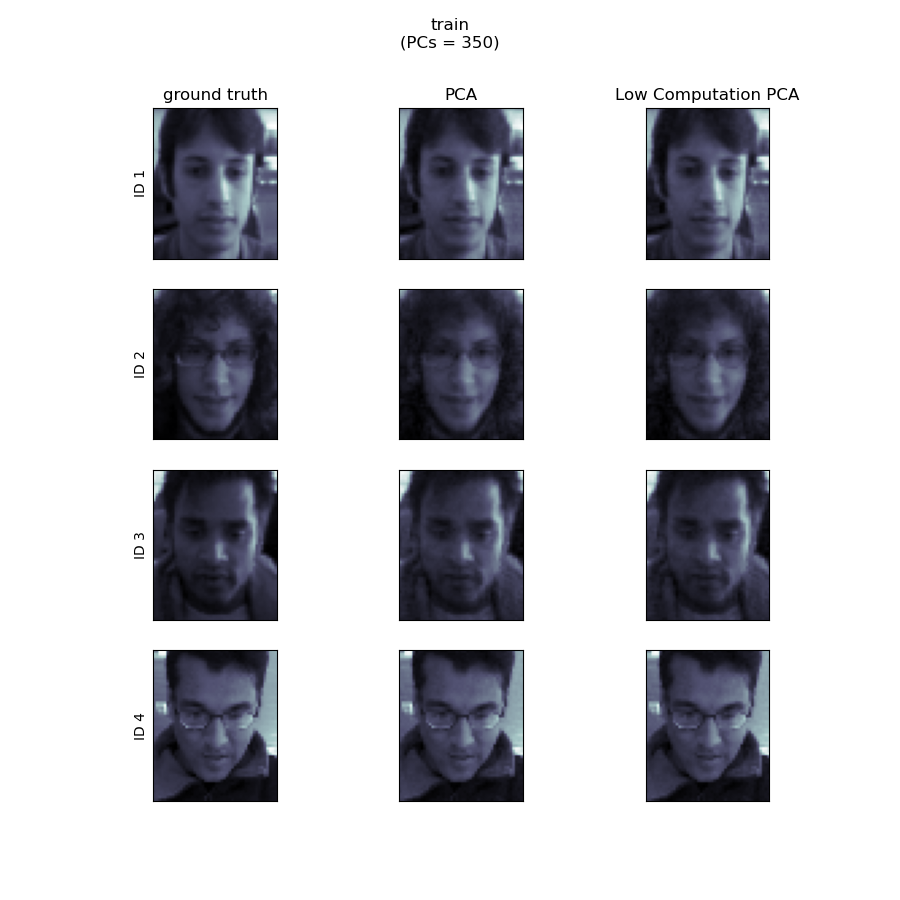 train
(PCs = 350)
ground truth
PCA
Low Computation PCA
ID 1
ID 2
ID 3
ID 4